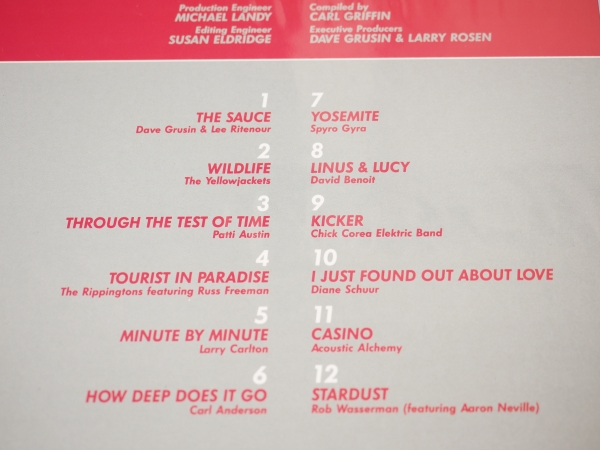 Production Engineer
MICHAEL LANDY
Editing Engineer
SUSAN ELDRIDGE
Compiled by
CARL GRIFFIN
Executive Producers
DAVE GRUSIN & LARRY ROSEN
1
THE SAUCE
Dave Grusin & Lee Ritenour
2
WILDLIFE
The Yellowjackets
3
THROUGH THE TEST OF TIME
Patti Austin
4
TOURIST IN PARADISE
The Rippingtons featuring Russ Freeman
5
MINUTE BY MINUTE
Larry Carlton
6
HOW DEEP DOES IT GO
Carl Anderson
7
YOSEMITE
Spyro Gyra
8
LINUS & LUCY
David Benoit
9
KICKER
Chick Corea Elektric Band
10
I JUST FOUND OUT ABOUT LOVE
Diane Schuur
11
CASINO
Acoustic Alchemy
12
STARDUST
Rob Wasserman (featuring Aaron Neville)